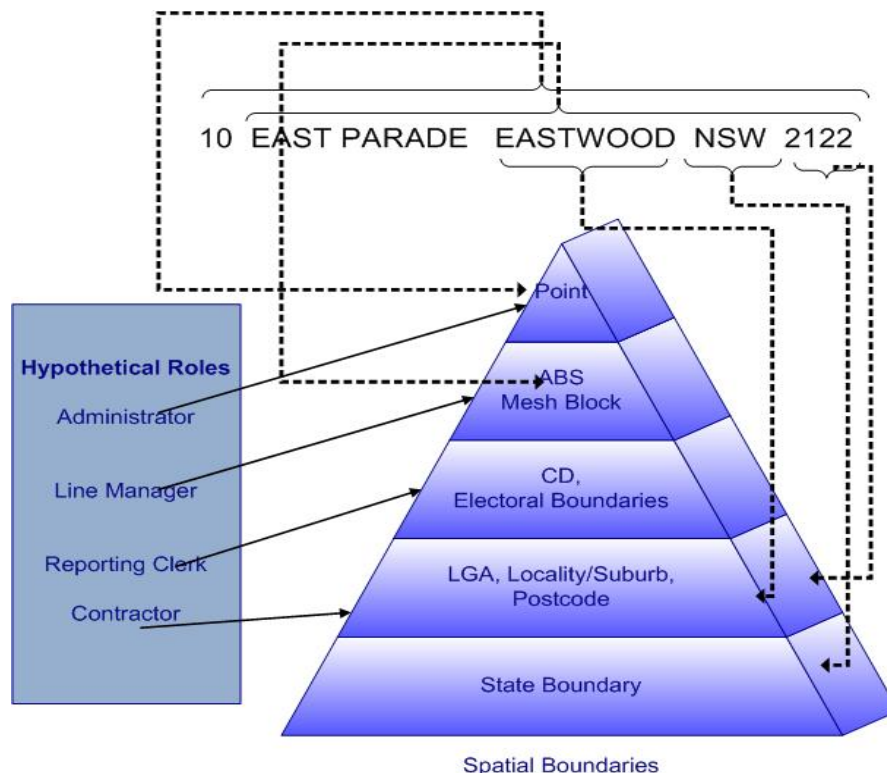 10 EAST PARADE EASTWOOD NSW 2122
Hypothetical Roles
Administrator
Line Manager
Reporting Clerk
Contractor
Point
ABS
Mesh Block
CD,
Electoral Boundaries
LGA, Locality/Suburb,
Postcode
State Boundary
Spatial Boundaries